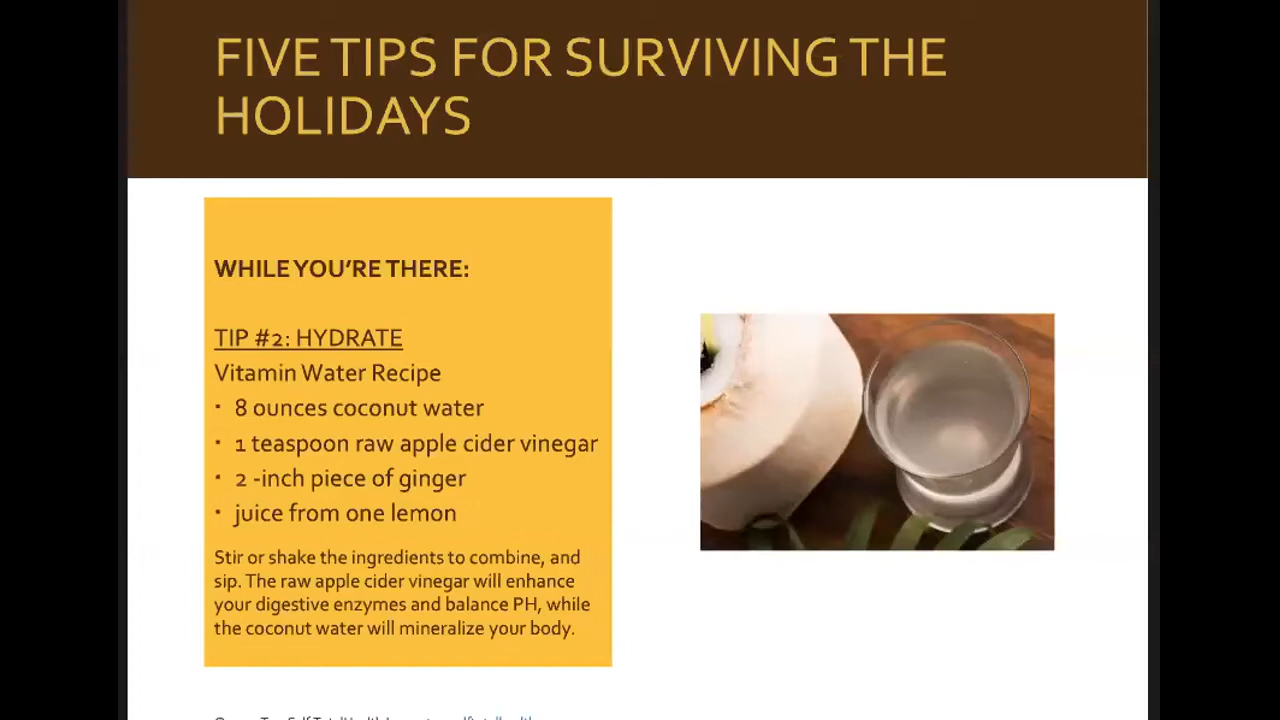 FIVE TIPS FOR SURVIVING THE
HOLIDAYS
WHILE YOU'RE THERE:
TIP #2: HYDRATE
Vitamin Water Recipe
▪ 8 ounces coconut water
▪ 1 teaspoon raw apple cider vinegar
▪ 2 -inch piece of ginger
▪ juice from one lemon
Stir or shake the ingredients to combine, and
sip. The raw apple cider vinegar will enhance
your digestive enzymes and balance PH, while
the coconut water will mineralize your body.